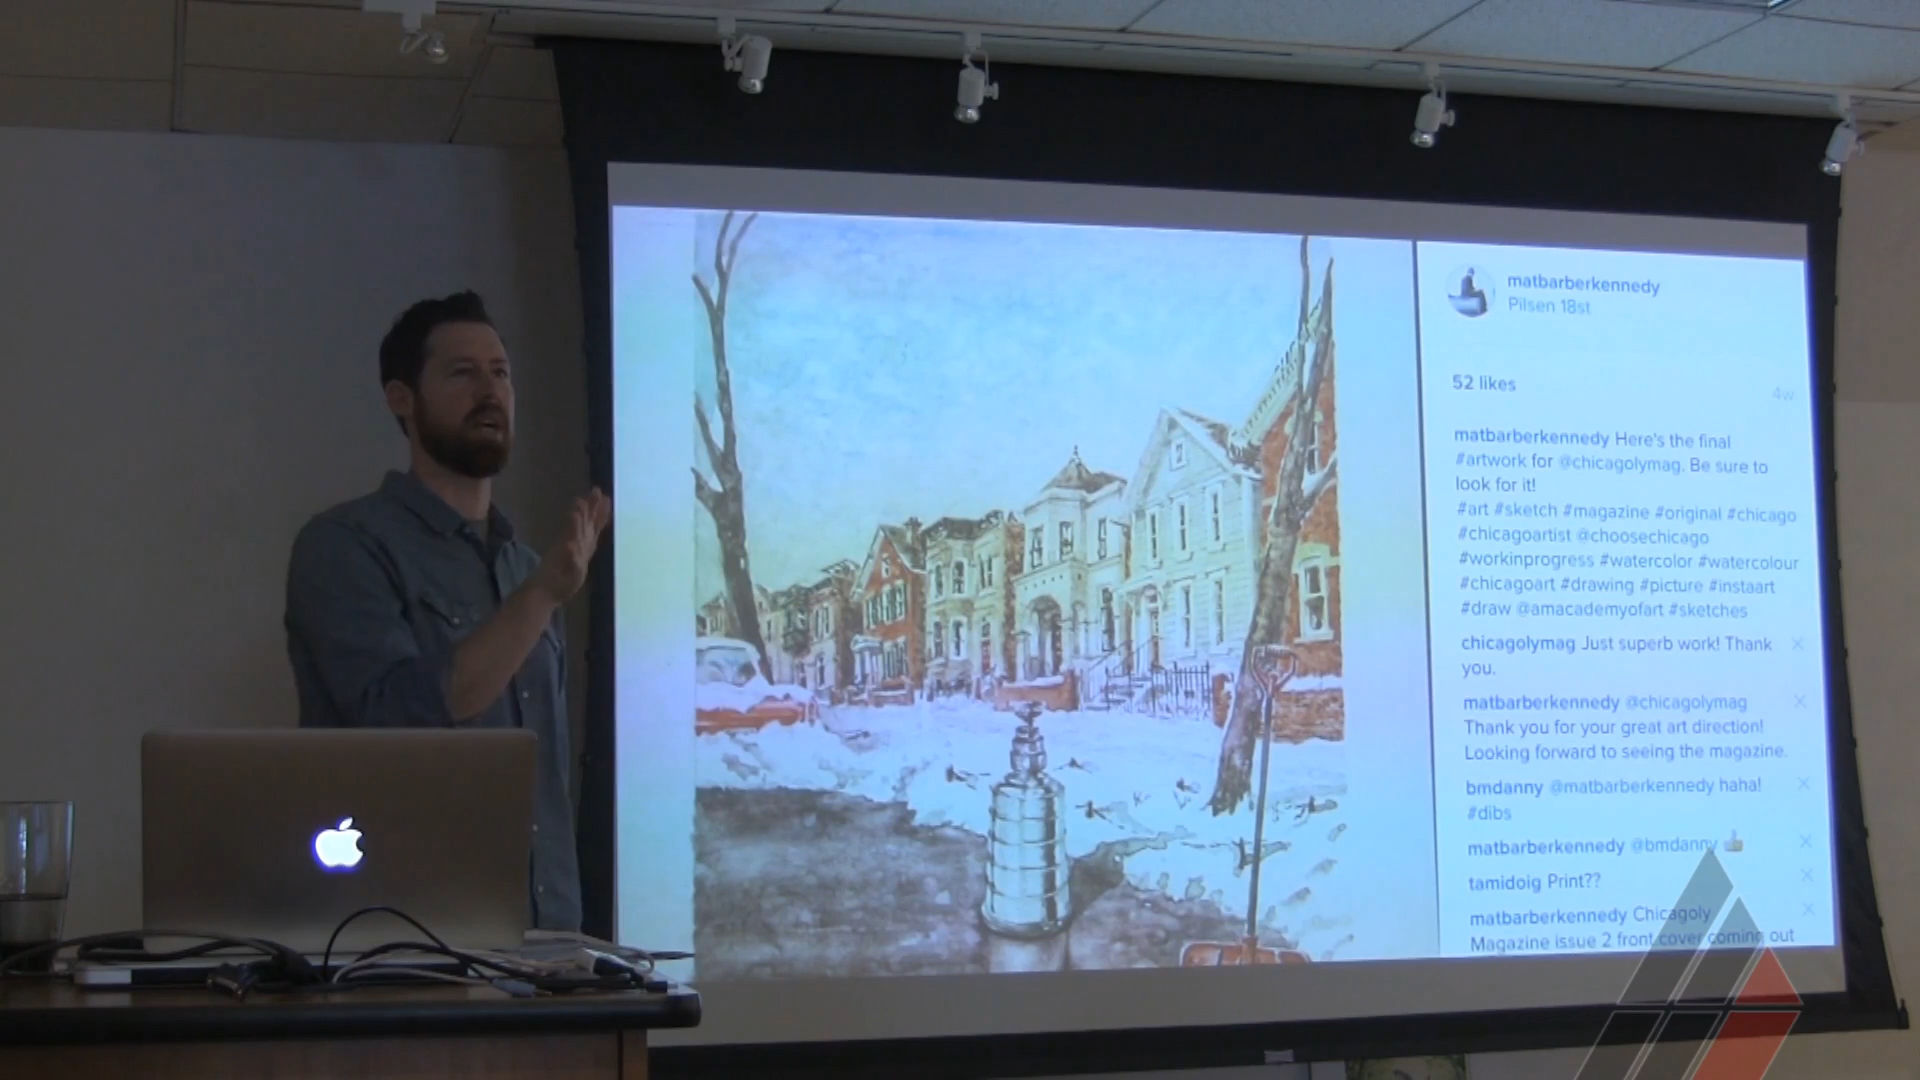 matbarberkennedy
Pilsen 18st
52 likes
4w
matbarberkennedy Here's the final
#artwork for @chicagolymag. Be sure to
look for it!
#art #sketch #magazine #original #chicago
#chicagoartist @choosechicago
#workinprogress #watercolor #watercolour
#chicagoart #drawing #picture #instaart
#draw @amacademyofart #sketches
chicagolymag Just superb work! Thank
you.
matbarberkennedy @chicagolymag
Thank you for your great art direction!
Looking forward to seeing the magazine.
bmdanny @matbarberkennedy haha!
#dibs
matbarberkennedy @bmdanny 👍
tamidoig Print??
matbarberkennedy Chicagoly
Magazine issue 2 front cover coming out